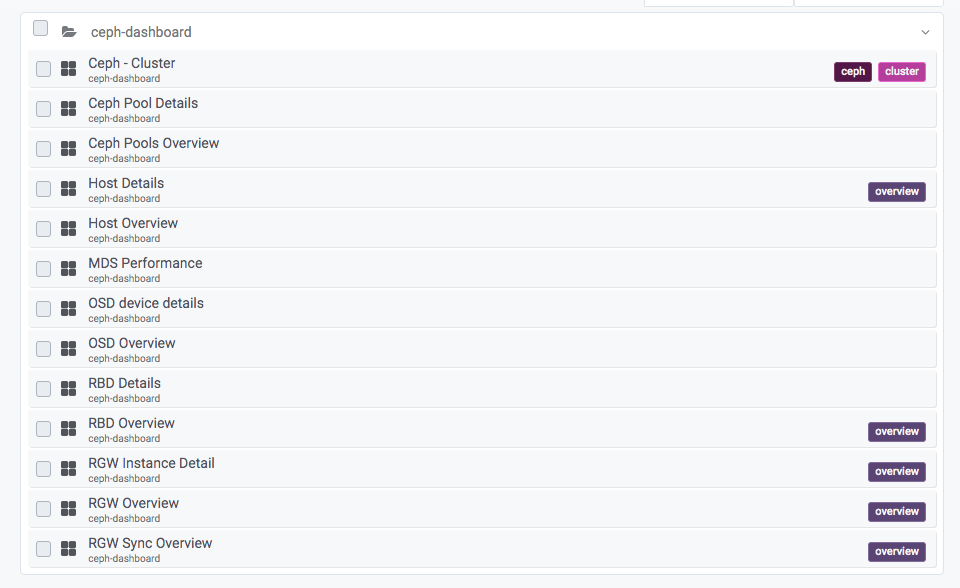 ceph-dashboard
Ceph - Cluster
ceph-dashboard
ceph cluster
Ceph Pool Details
ceph-dashboard
Ceph Pools Overview
ceph-dashboard
Host Details
ceph-dashboard
overview
Host Overview
ceph-dashboard
MDS Performance
ceph-dashboard
OSD device details
ceph-dashboard
OSD Overview
ceph-dashboard
RBD Details
ceph-dashboard
RBD Overview
ceph-dashboard
overview
RGW Instance Detail
ceph-dashboard
overview
RGW Overview
ceph-dashboard
overview
RGW Sync Overview
ceph-dashboard
overview